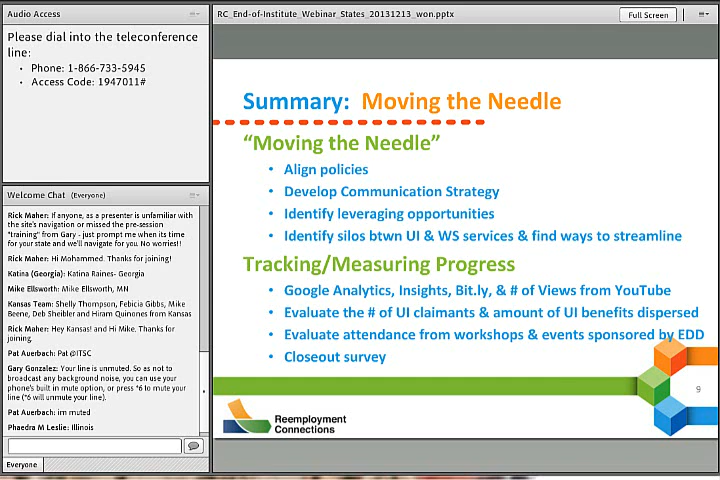 Audio Access
Please dial into the teleconference
line:
• Phone: 1-866-733-5945
• Access Code: 1947011#
Welcome Chat (Everyone)
Rick Maher: If anyone, as a presenter is unfamiliar with
the site's navigation or missed the pre-session
"training" from Gary - just prompt me when its time
for your state and we'll navigate for you. No worries!!
Rick Maher: Hi Mohammed. Thanks for joining!
Katina (Georgia): Katina Raines- Georgia
Mike Ellsworth: Mike Ellsworth, MN
Kansas Team: Shelly Thompson, Febicia Gibbs, Mike
Beene, Deb Sheibler and Hiram Quinones from Kansas
Rick Maher: Hey Kansas! and Hi Mike. Thanks for
joining.
Pat Auerbach: Pat @ITSC
Gary Gonzalez: Your line is unmuted. So as not to
broadcast any background noise, you can use your
phone's built in mute option, or press *6 to mute your
line (*6 will unmute your line).
Pat Auerbach: im muted
Phaedra M Leslie: Illinois
Everyone
RC_End-of-Institute_Webinar_States_20131213_won.pptx
Full Screen
Summary: Moving the Needle
“Moving the Needle”
• Align policies
• Develop Communication Strategy
• Identify leveraging opportunities
• Identify silos btwn UI & WS services & find ways to streamline
Tracking/Measuring Progress
• Google Analytics, Insights, Bit.ly, & # of Views from YouTube
• Evaluate the # of UI claimants & amount of UI benefits dispersed
• Evaluate attendance from workshops & events sponsored by EDD
• Closeout survey
9
Reemployment
Connections